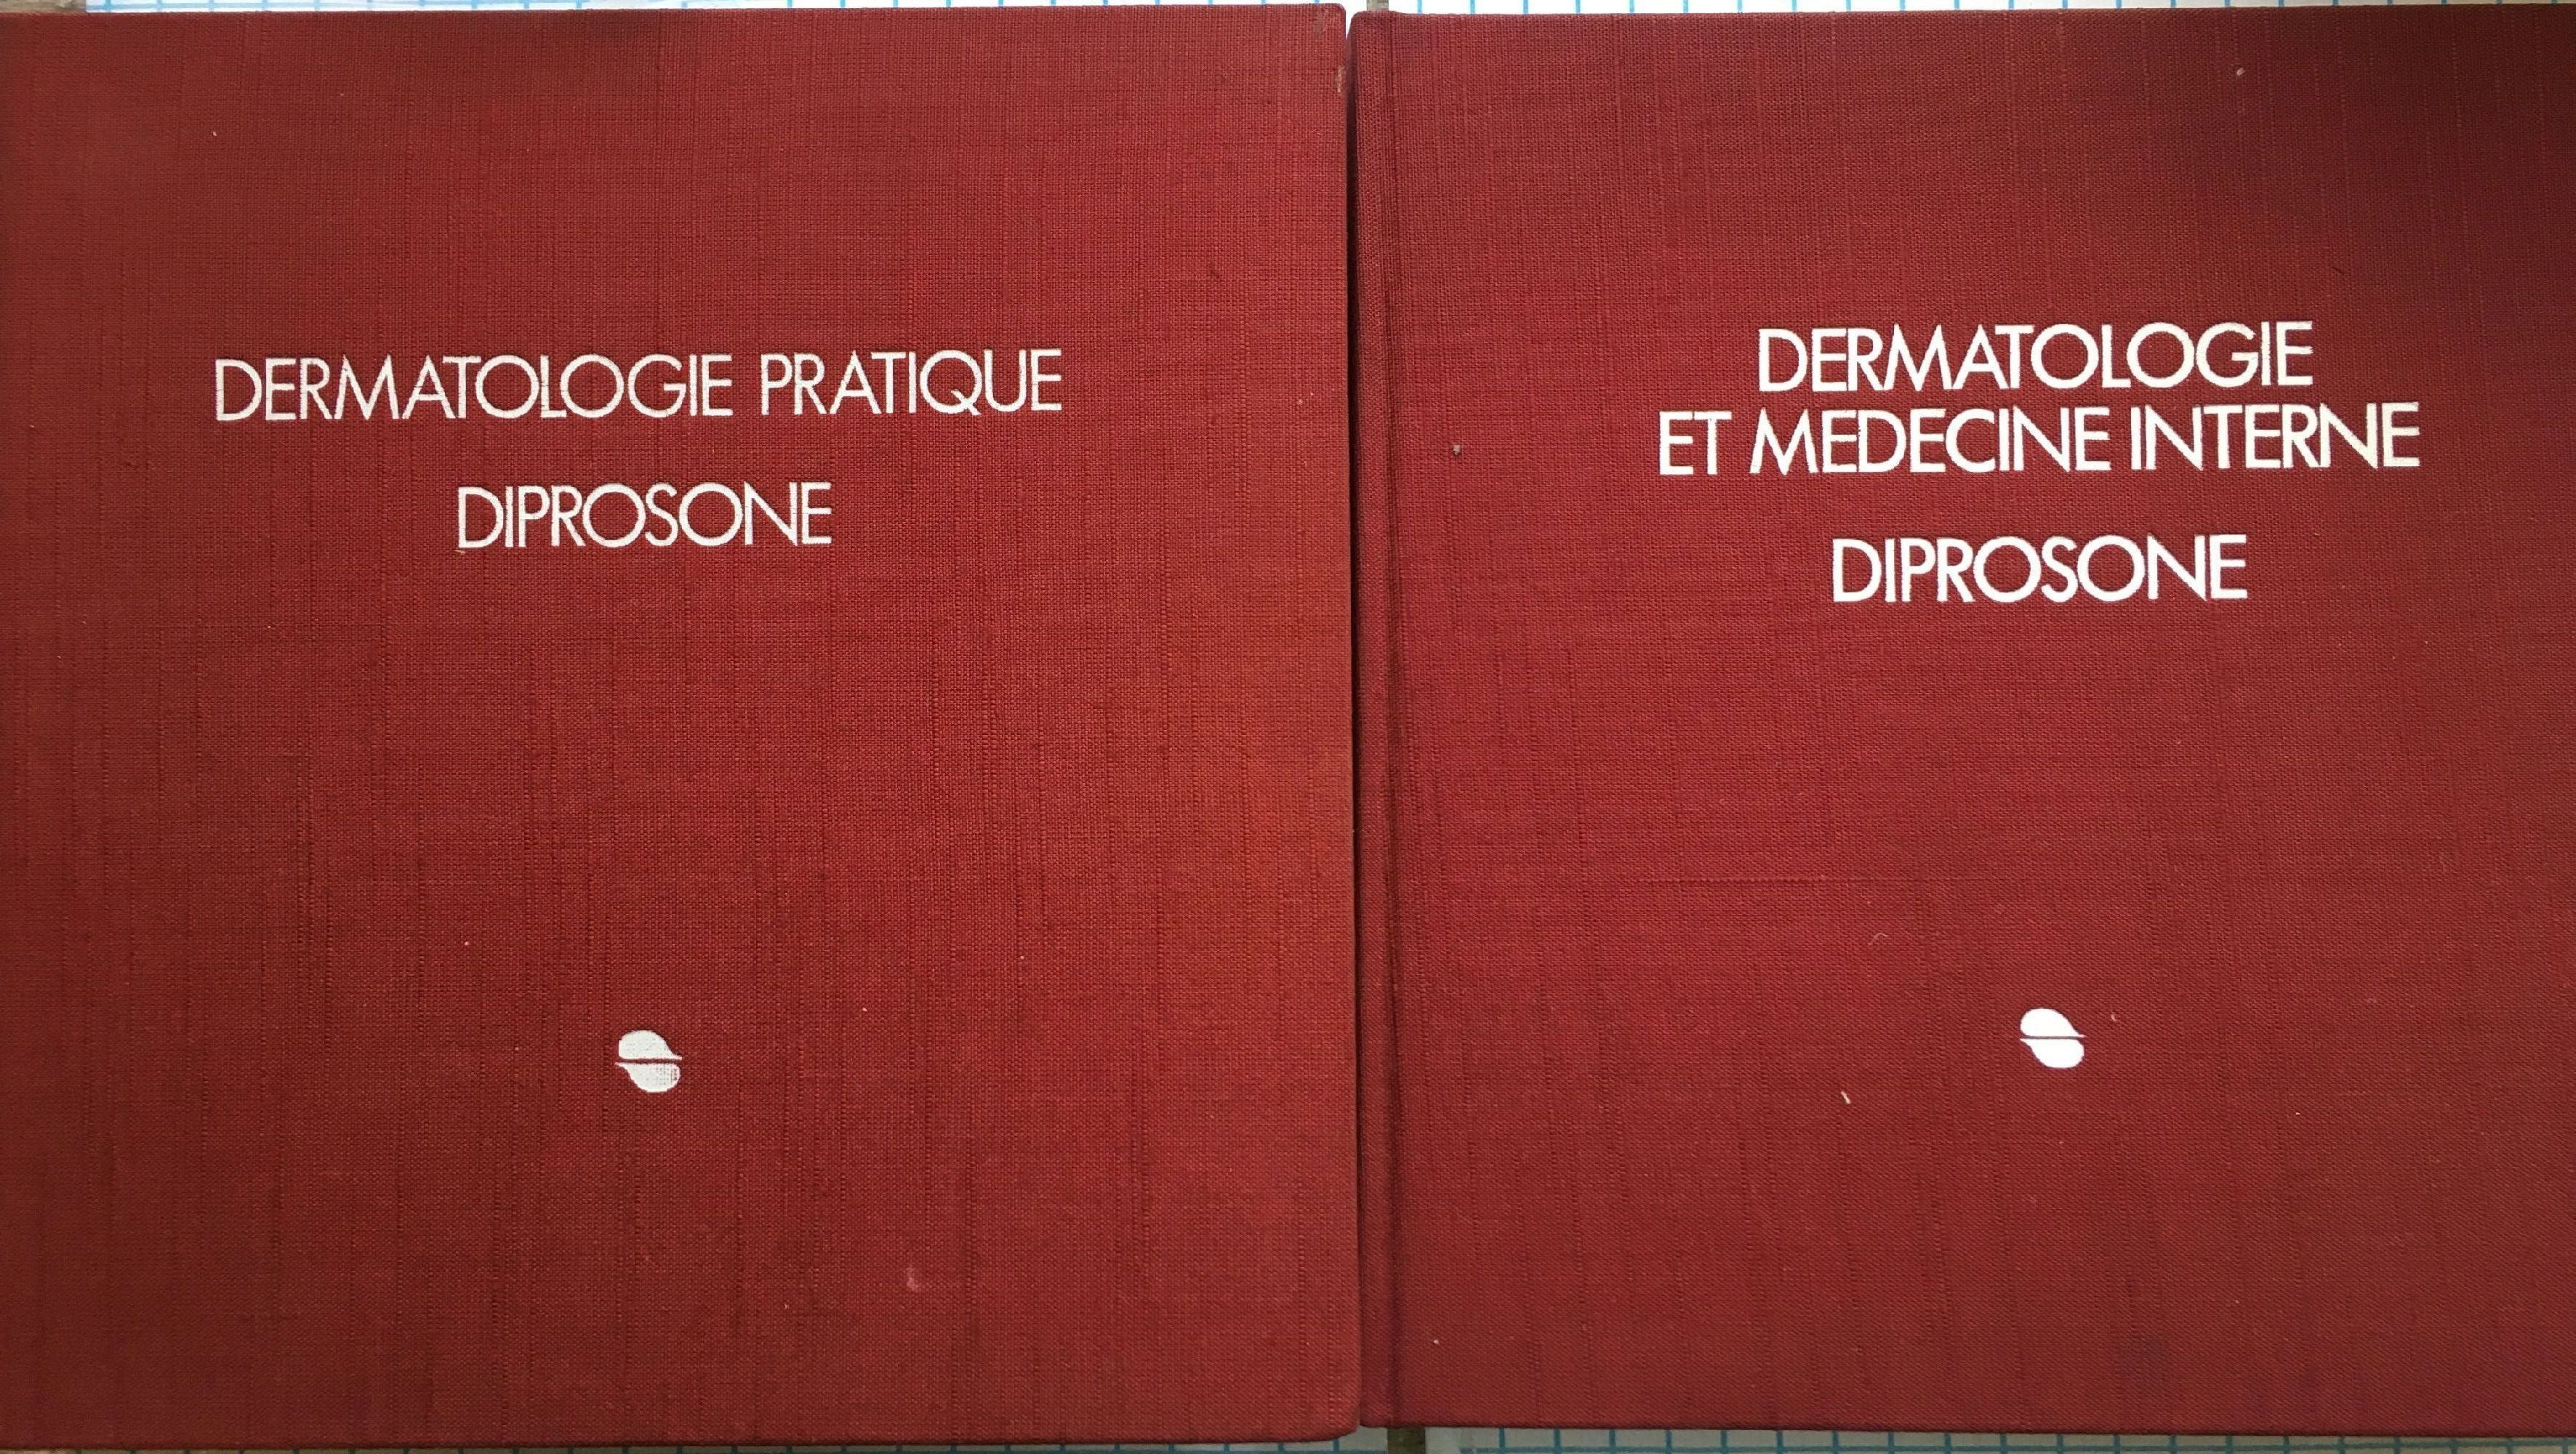 DERMATOLOGIE PRATIQUE
DIPROSONE
DERMATOLOGIE
ET MEDECINE INTERNE
DIPROSONE